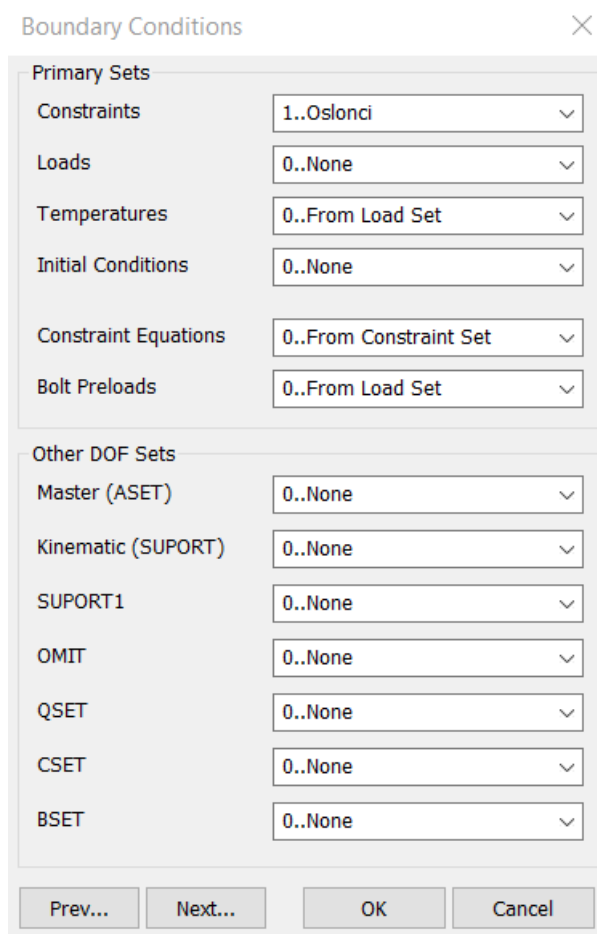 Boundary Conditions
Primary Sets
Constraints 1..Oslonci
Loads 0..None
Temperatures 0..From Load Set
Initial Conditions 0..None
Constraint Equations 0..From Constraint Set
Bolt Preloads 0..From Load Set
Other DOF Sets
Master (ASET) 0..None
Kinematic (SUPORT) 0..None
SUPORT1 0..None
OMIT 0..None
QSET 0..None
CSET 0..None
BSET 0..None
Prev... Next... OK Cancel